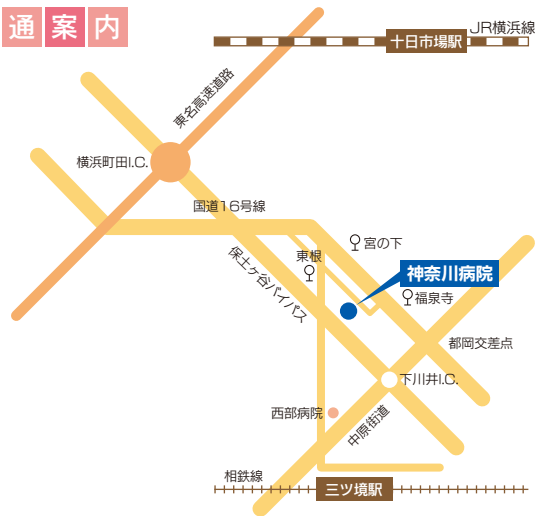 通案内
JR横浜線
十日市場駅
東名高速道路
横浜町田I.C.
国道16号線
宮の下
東根
保土ヶ谷バイパス
神奈川病院
福泉寺
都岡交差点
下川井I.C.
西部病院
中原街道
相鉄線
三ツ境駅